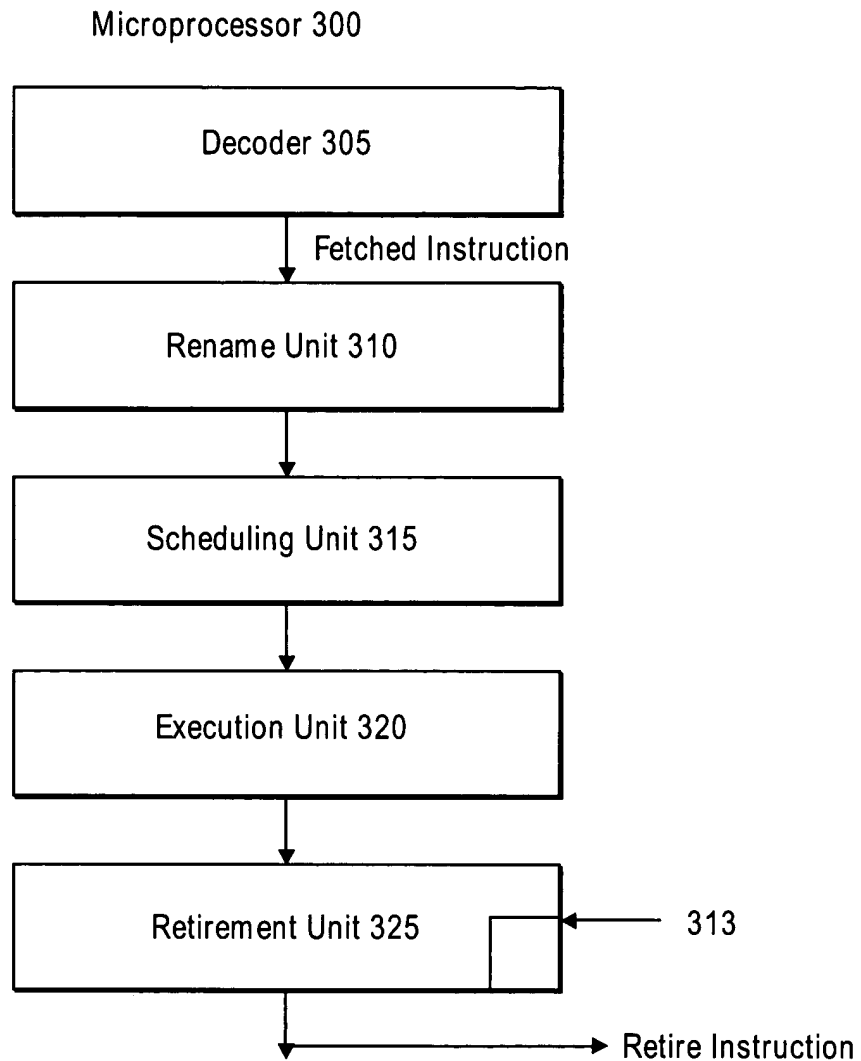 Microprocessor 300
Decoder 305
Fetched Instruction
Rename Unit 310
Scheduling Unit 315
Execution Unit 320
Retirement Unit 325
313
Retire Instruction